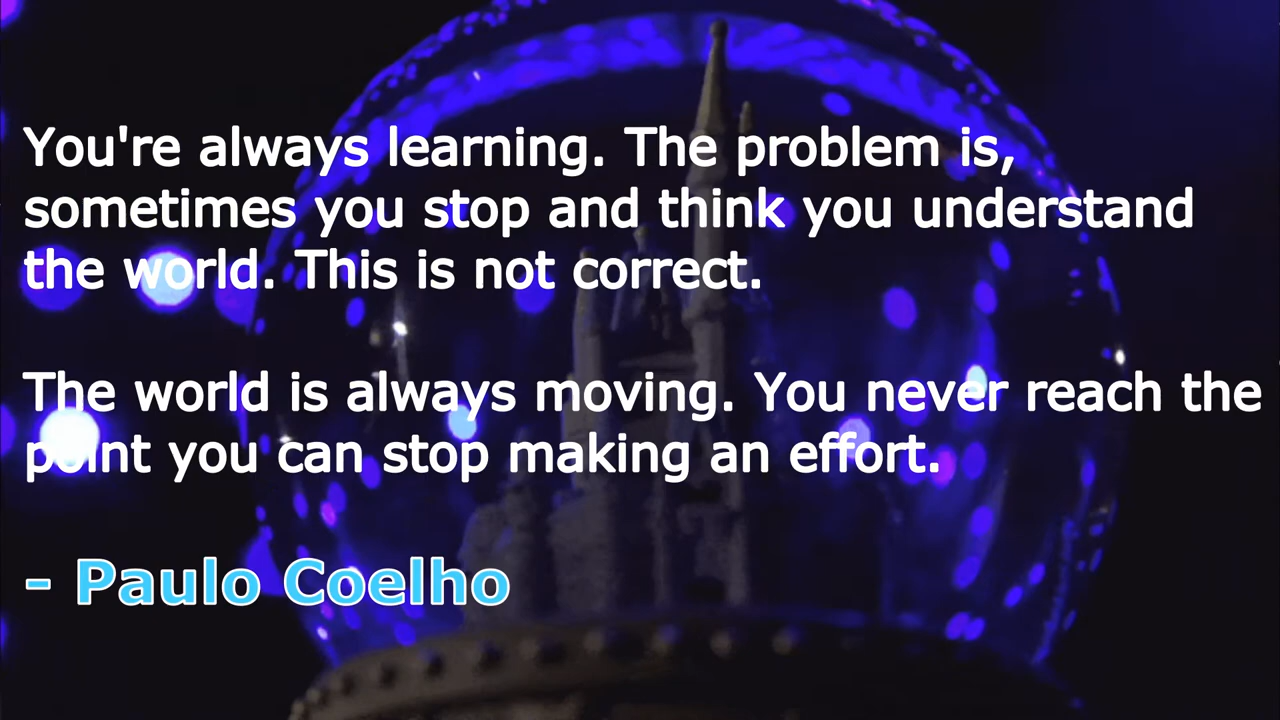 You're always learning. The problem is,
sometimes you stop and think you understand
the world. This is not correct.
The world is always moving. You never reach the
point you can stop making an effort.
- Paulo Coelho